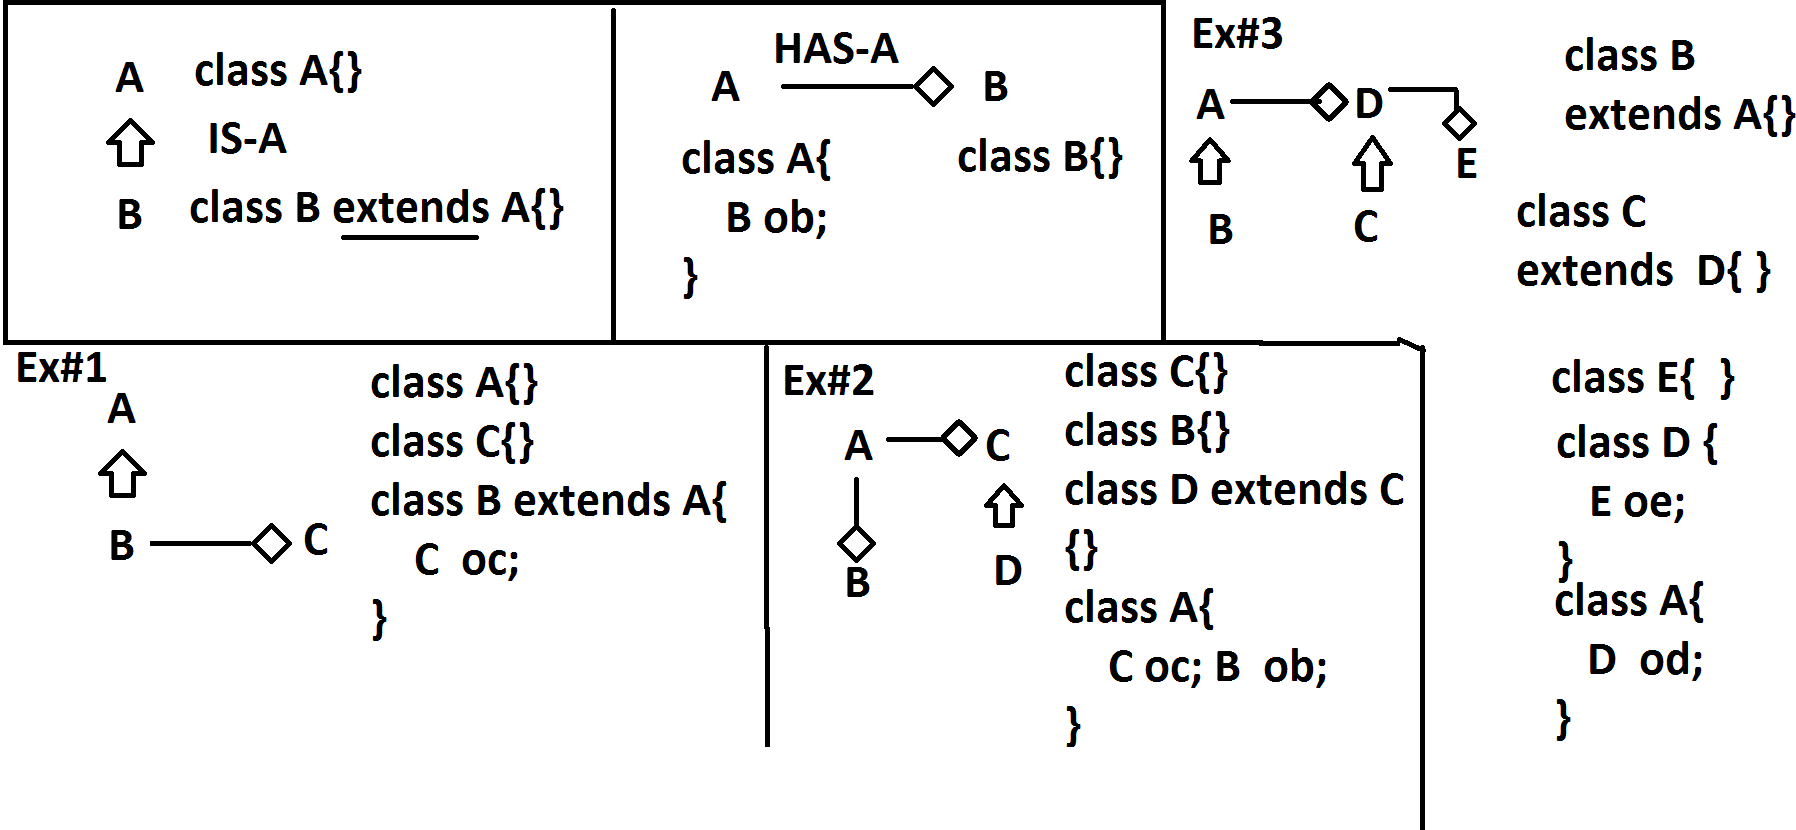 A
class A{}
IS-A
B
class B extends A{}
HAS-A
A
B
class A{
B ob;
}
class B{}
Ex#3
A
D
E
B
C
class B
extends A{}
class C
extends D{ }
class E{ }
class D {
E oe;
}
class A{
D od;
}
Ex#1
A
B
C
class A{}
class C{}
class B extends A{
C oc;
}
Ex#2
A
C
B
D
class C{}
class B{}
class D extends C
{}
class A{
C oc; B ob;
}